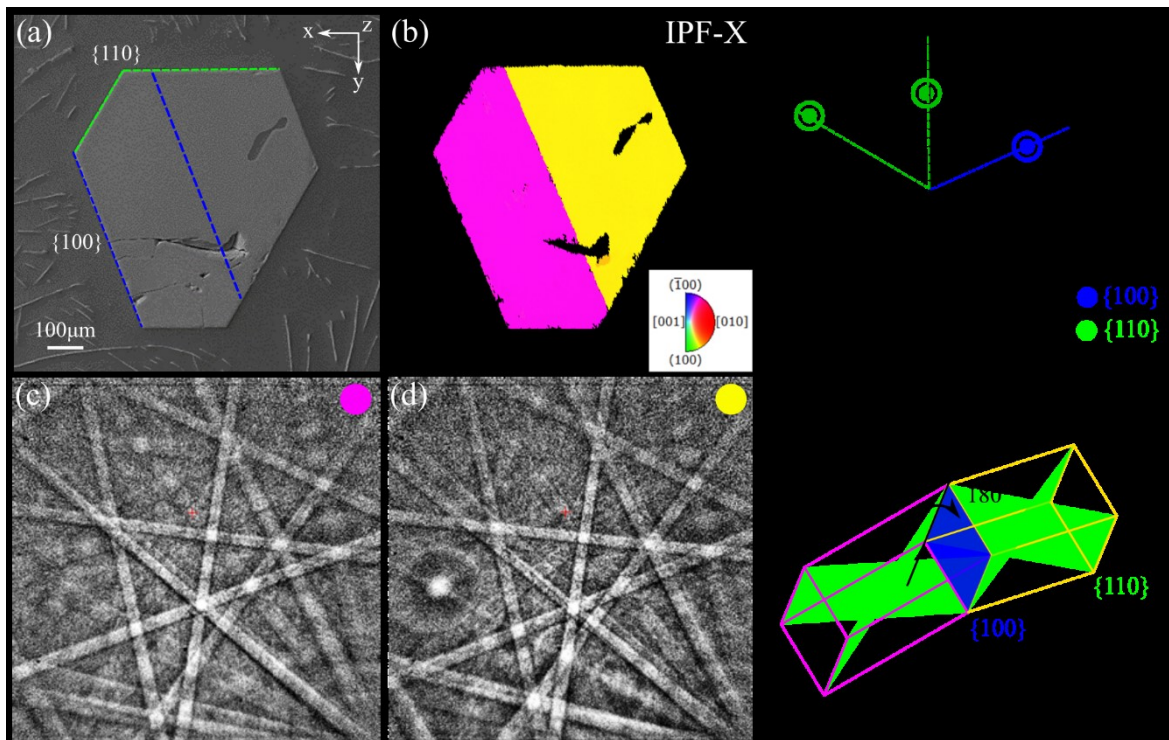 (a)
x
z
y
{110}
{100}
100μm
(b)
IPF-X
(1̅00)
[001]
[010]
(100)
{100}
{110}
(c)
(d)
180
{110}
{100}